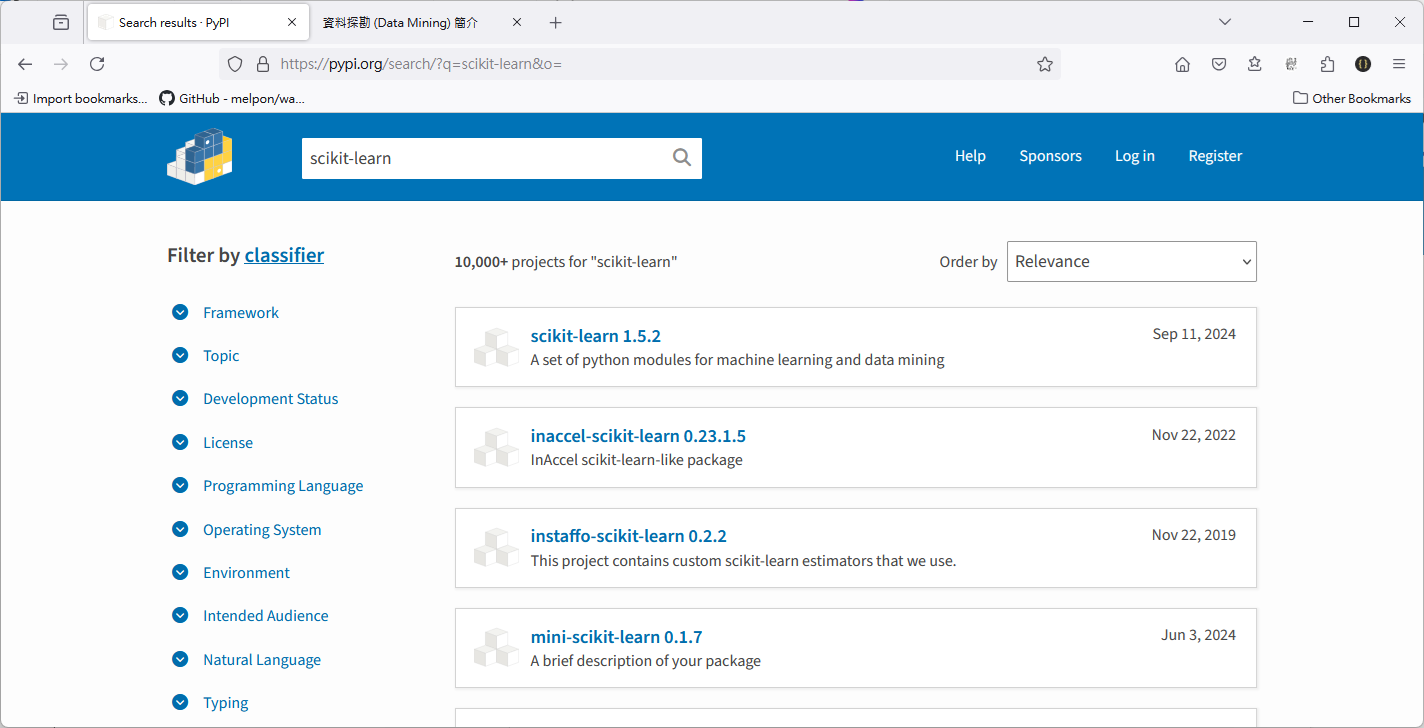 Search results · PyPI
資料探勘 (Data Mining) 簡介
https://pypi.org/search/?q=scikit-learn&o=
Import bookmarks...
GitHub - melpon/wa...
Other Bookmarks
scikit-learn
Help
Sponsors
Log in
Register
Filter by classifier
Framework
Topic
Development Status
License
Programming Language
Operating System
Environment
Intended Audience
Natural Language
Typing
10,000+ projects for "scikit-learn"
Order by
Relevance
scikit-learn 1.5.2
Sep 11, 2024
A set of python modules for machine learning and data mining
inaccel-scikit-learn 0.23.1.5
Nov 22, 2022
InAccel scikit-learn-like package
instaffo-scikit-learn 0.2.2
Nov 22, 2019
This project contains custom scikit-learn estimators that we use.
mini-scikit-learn 0.1.7
Jun 3, 2024
A brief description of your package